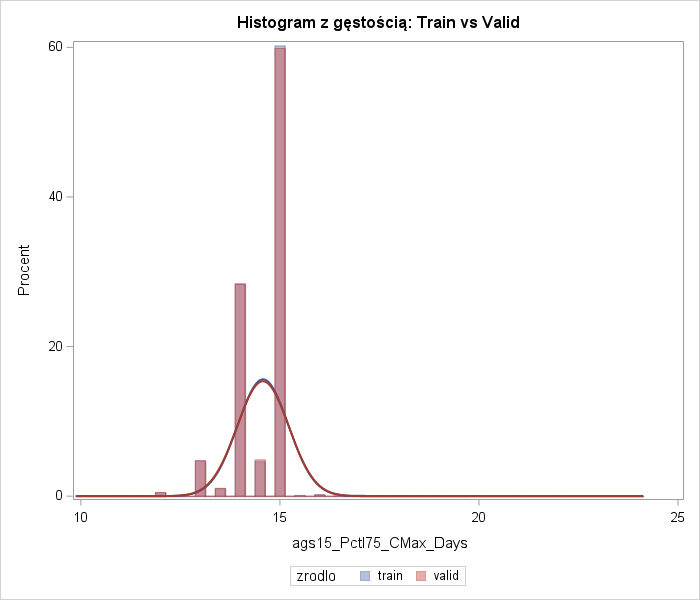 Histogram z gęstością: Train vs Valid
60
40
20
0
Procent
10
15
20
25
ags15_Pctl75_CMax_Days
zrodlo train valid